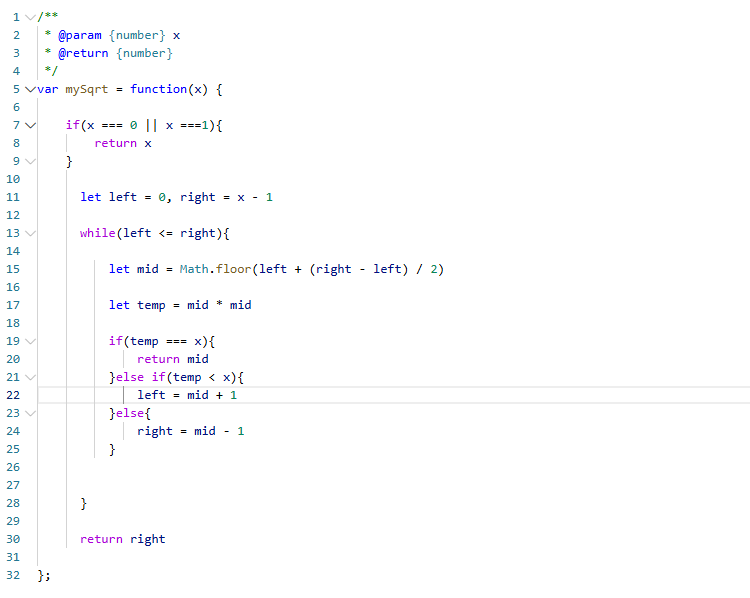 1 /**
2 * @param {number} x
3 * @return {number}
4 */
5 var mySqrt = function(x) {
6
7 if(x === 0 || x ===1){
8 return x
9 }
10
11 let left = 0, right = x - 1
12
13 while(left <= right){
14
15 let mid = Math.floor(left + (right - left) / 2)
16
17 let temp = mid * mid
18
19 if(temp === x){
20 return mid
21 }else if(temp < x){
22 left = mid + 1
23 }else{
24 right = mid - 1
25 }
26
27
28 }
29
30 return right
31
32 };